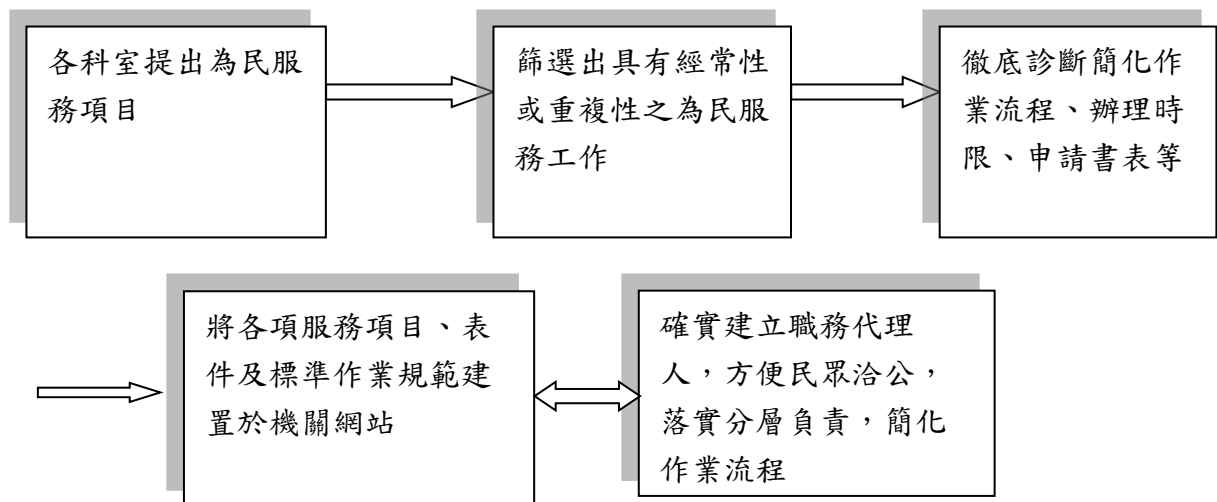 各科室提出為民服
務項目
篩選出具有經常性
或重複性之為民服
務工作
徹底診斷簡化作
業流程、辦理時
限、申請書表等
將各項服務項目、表
件及標準作業規範建
置於機關網站
確實建立職務代理
人，方便民眾洽公，
落實分層負責，簡化
作業流程